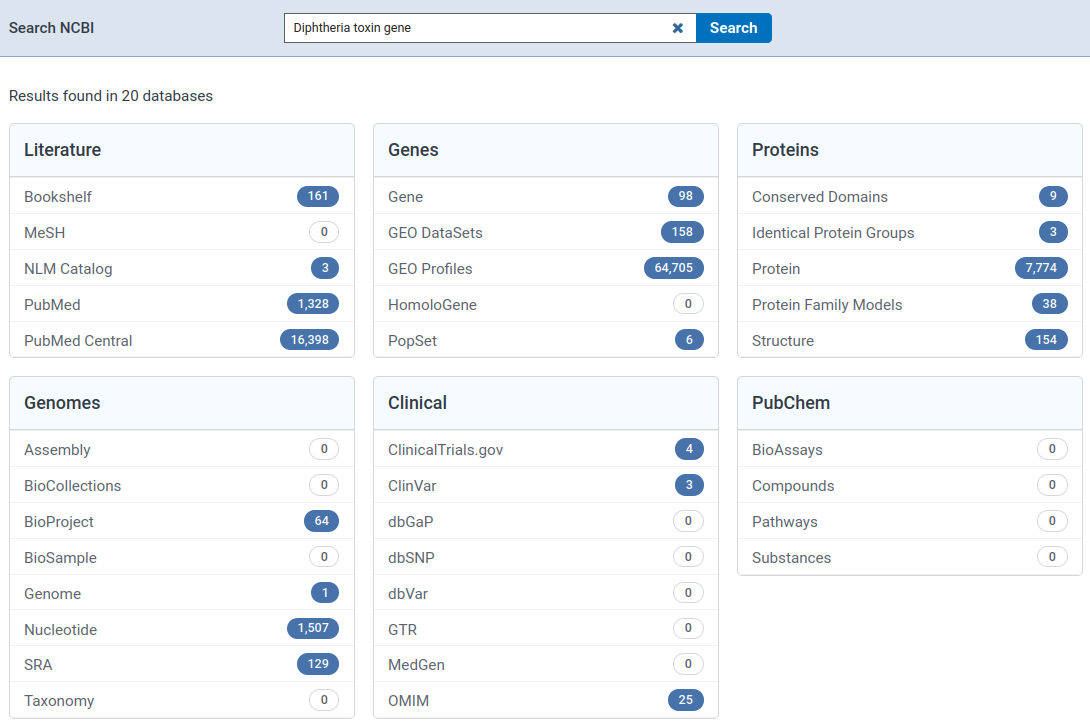 Search NCBI
Diphtheria toxin gene
Search
Results found in 20 databases
Literature
Bookshelf 161
MeSH 0
NLM Catalog 3
PubMed 1,328
PubMed Central 16,398
Genes
Gene 98
GEO DataSets 158
GEO Profiles 64,705
HomoloGene 0
PopSet 6
Proteins
Conserved Domains 9
Identical Protein Groups 3
Protein 7,774
Protein Family Models 38
Structure 154
Genomes
Assembly 0
BioCollections 0
BioProject 64
BioSample 0
Genome 1
Nucleotide 1,507
SRA 129
Taxonomy 0
Clinical
ClinicalTrials.gov 4
ClinVar 3
dbGaP 0
dbSNP 0
dbVar 0
GTR 0
MedGen 0
OMIM 25
PubChem
BioAssays 0
Compounds 0
Pathways 0
Substances 0